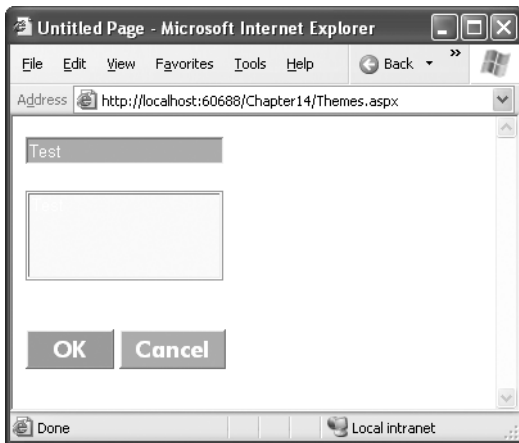 Untitled Page - Microsoft Internet Explorer
File Edit View Favorites Tools Help Back »
Address http://localhost:60688/Chapter14/Themes.aspx
Test
Test
OK Cancel
Done Local intranet